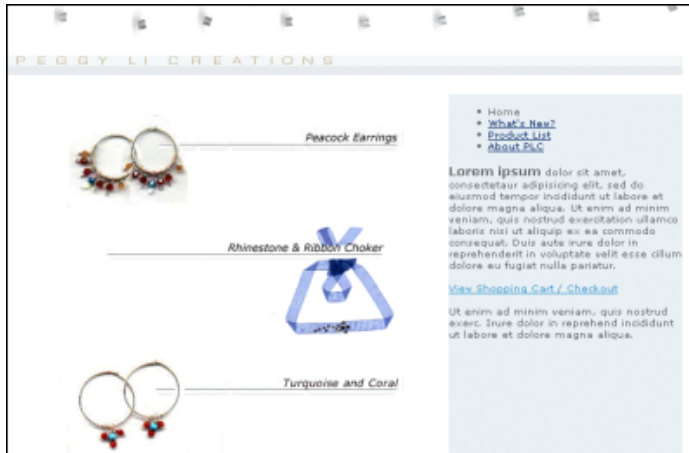 PEGGY LI CREATIONS
Peacock Earrings
Rhinestone & Ribbon Choker
Turquoise and Coral
Home
What's New?
Product List
About PLC
Lorem ipsum dolor sit amet,
consectetaur adipisicing elit, sed do
eiusmod tempor incididunt ut labore et
dolore magna aliqua. Ut enim ad minim
veniam, quis nostrud exercitation ullamco
laboris nisi ut aliquip ex ea commodo
consequat. Duis aute irure dolor in
reprehenderit in voluptate velit esse cillum
dolore eu fugiat nulla pariatur.
View Shopping Cart / Checkout
Ut enim ad minim veniam, quis nostrud
exerc. Irure dolor in reprehend incididunt
ut labore et dolore magna aliqua.